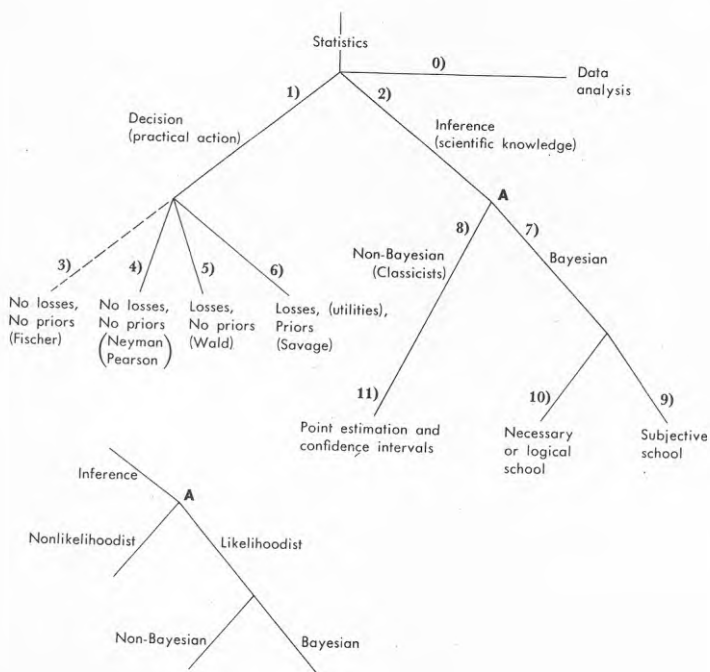 Statistics
0)
Data
analysis
1)
2)
Decision
(practical action)
Inference
(scientific knowledge)
A
8)
7)
Non-Bayesian
(Classicists)
Bayesian
3)
4)
5)
6)
No losses,
No priors
(Fischer)
No losses,
No priors
(Neyman
Pearson)
Losses,
No priors
(Wald)
Losses, (utilities),
Priors
(Savage)
11)
10)
9)
Point estimation and
confidence intervals
Necessary
or logical
school
Subjective
school
Inference
A
Nonlikelihoodist
Likelihoodist
Non-Bayesian
Bayesian